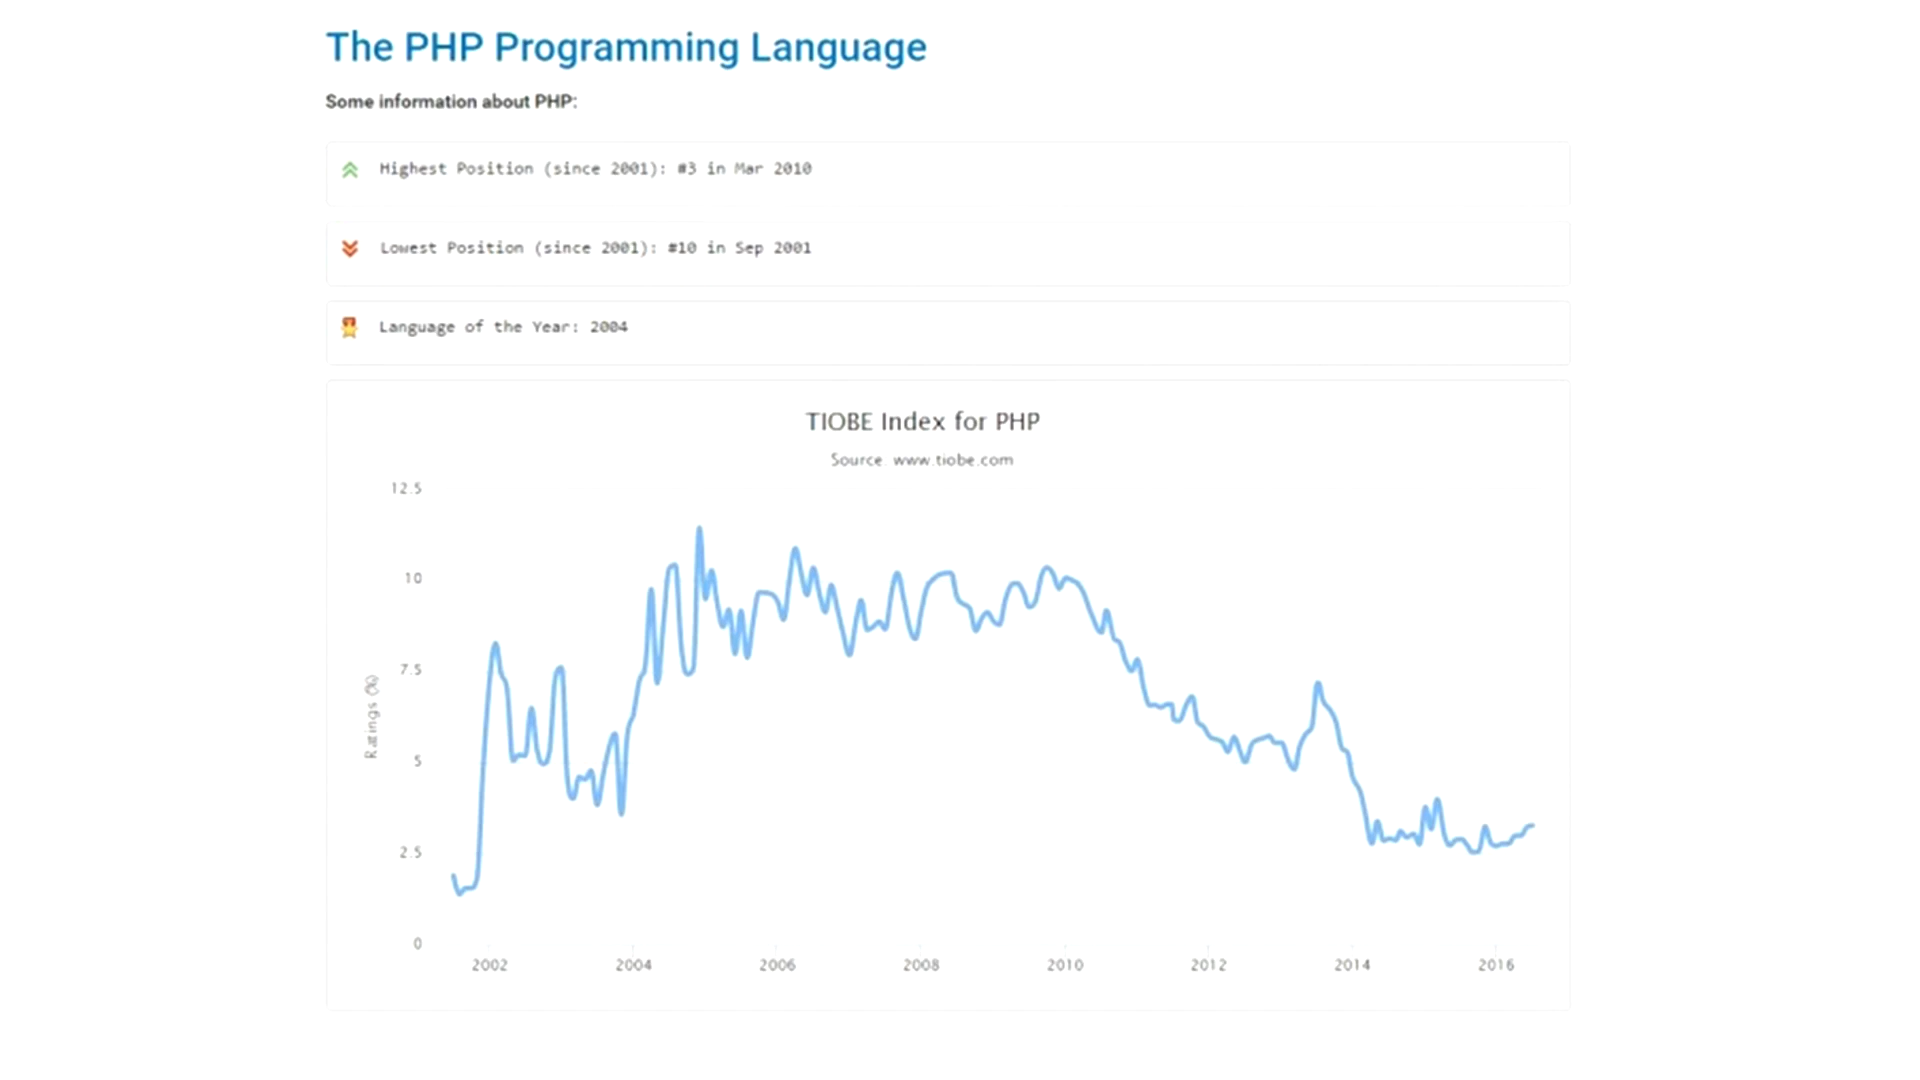 The PHP Programming Language
Some information about PHP:
Highest Position (since 2001): #3 in Mar 2010
Lowest Position (since 2001): #10 in Sep 2001
Language of the Year: 2004
TIOBE Index for PHP
Source: www.tiobe.com
12.5
10
7.5
5
2.5
0
Ratings (%)
2002 2004 2006 2008 2010 2012 2014 2016